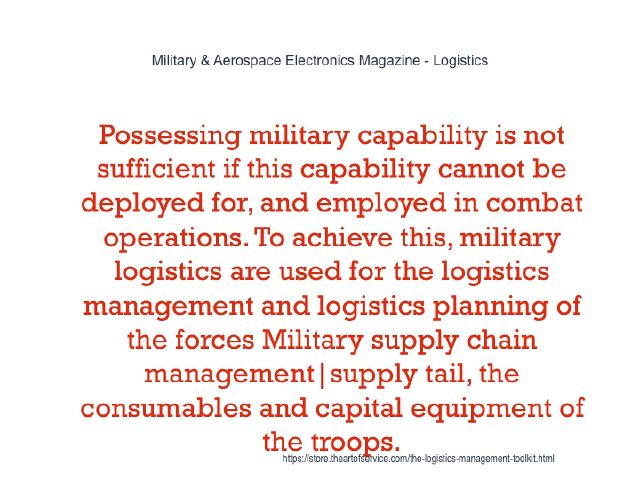 Military & Aerospace Electronics Magazine - Logistics
Possessing military capability is not
sufficient if this capability cannot be
deployed for, and employed in combat
operations. To achieve this, military
logistics are used for the logistics
management and logistics planning of
the forces Military supply chain
management|supply tail, the
consumables and capital equipment of
the troops.
https://store.theartofservice.com/the-logistics-management-toolkit.html